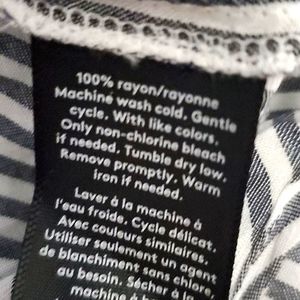 100% rayon/rayonne
Machine wash cold. Gentle
cycle. With like colors.
Only non-chlorine bleach
if needed. Tumble dry low.
Remove promptly. Warm
iron if needed.
Laver à la machine à
l'eau froide. Cycle délicat.
Avec couleurs similaires.
Utiliser seulement un agent
de blanchiment sans chlore,
au besoin. Sécher à la
machine à